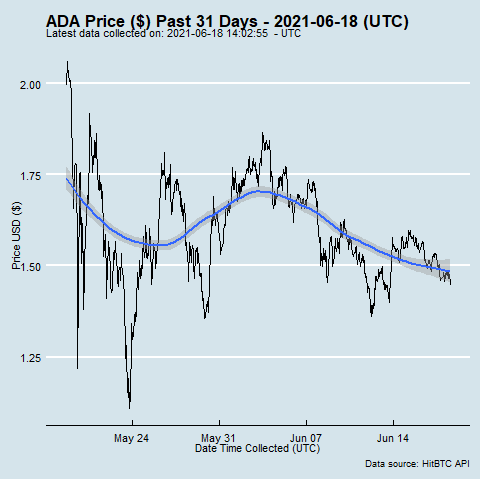 ADA Price ($) Past 31 Days - 2021-06-18 (UTC)
Latest data collected on: 2021-06-18 14:02:55  - UTC
2.00
1.75
1.50
1.25
Price USD ($)
May 24
May 31
Jun 07
Jun 14
Date Time Collected (UTC)
Data source: HitBTC API